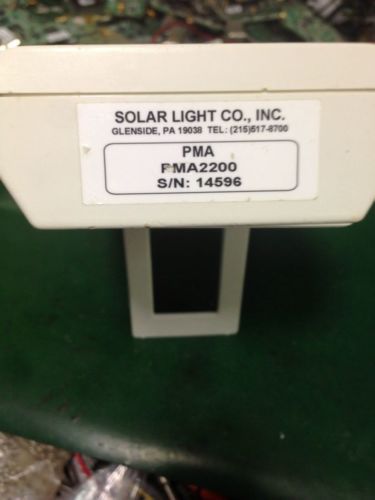 SOLAR LIGHT CO., INC.
GLENSIDE, PA 19038 TEL: (215)517-8700
PMA
PMA2200
S/N: 14596